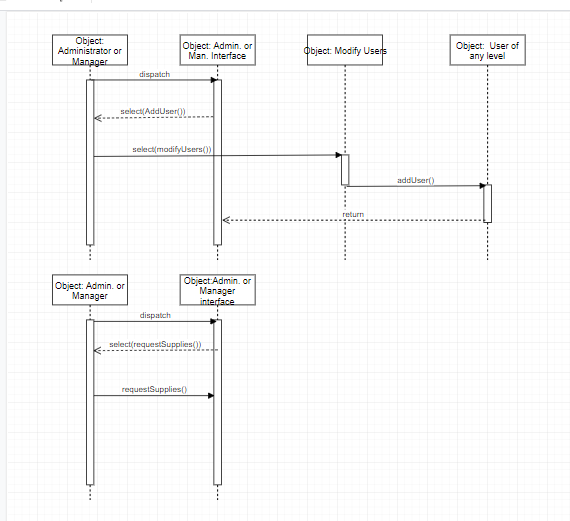 Object:
Administrator or
Manager
Object: Admin. or
Man. Interface
Object: Modify Users
Object: User of
any level
dispatch
select(AddUser())
select(modifyUsers())
addUser()
return
Object: Admin. or
Manager
Object:Admin. or
Manager
interface
dispatch
select(requestSupplies())
requestSupplies()